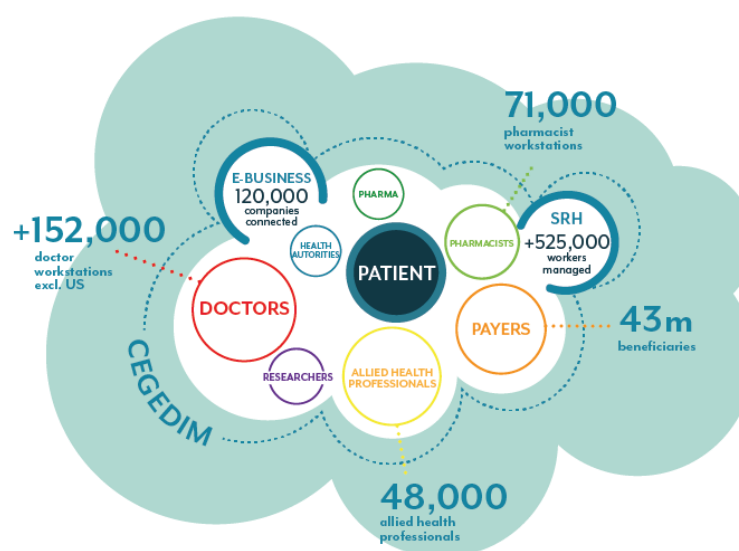 71,000
pharmacist
workstations
E-BUSINESS
120,000
companies
connected
PHARMA
SRH
+525,000
workers
managed
+152,000
doctor
workstations
excl. US
HEALTH
AUTORITIES
PHARMACISTS
PATIENT
DOCTORS
PAYERS
43m
beneficiaries
CEGEDIM
RESEARCHERS
ALLIED HEALTH
PROFESSIONALS
48,000
allied health
professionals